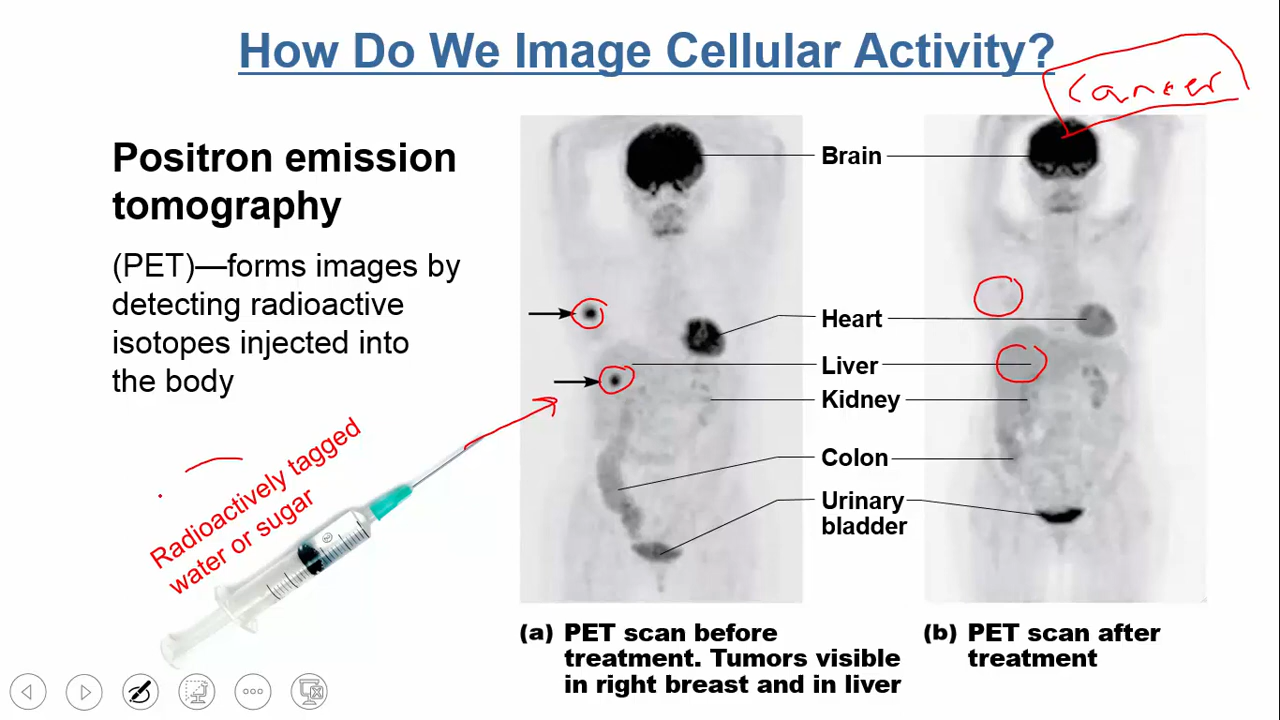 How Do We Image Cellular Activity?
cancer
Positron emission
tomography
(PET)—forms images by
detecting radioactive
isotopes injected into
the body
Radioactively tagged
water or sugar
Brain
Heart
Liver
Kidney
Colon
Urinary
bladder
(a) PET scan before
treatment. Tumors visible
in right breast and in liver
(b) PET scan after
treatment